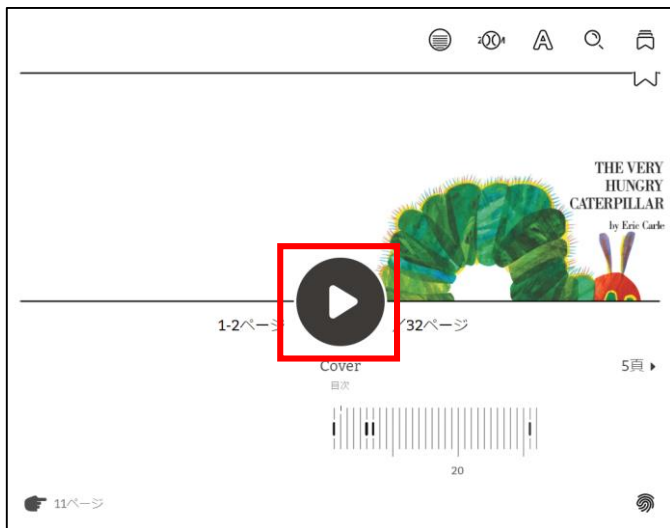 THE VERY
HUNGRY
CATERPILLAR
by Eric Carle
1-2ページ
/32ページ
Cover
5頁
目次
20
11ページ